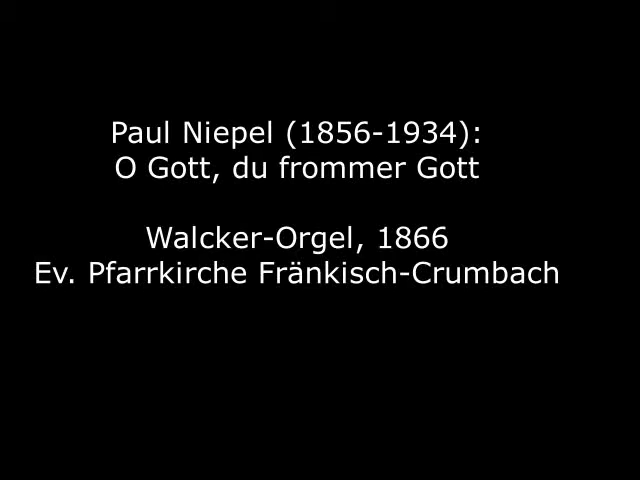 Paul Niepel (1856-1934):
O Gott, du frommer Gott
Walcker-Orgel, 1866
Ev. Pfarrkirche Fränkisch-Crumbach